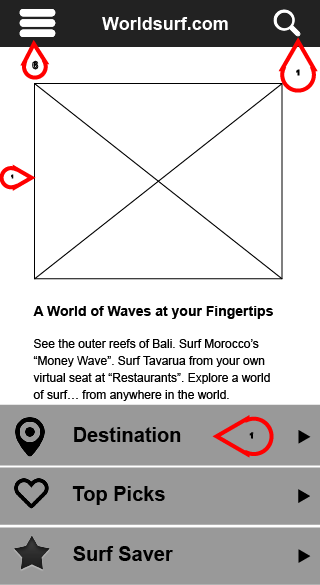 Worldsurf.com
6
1
1
A World of Waves at your Fingertips
See the outer reefs of Bali. Surf Morocco’s
“Money Wave”. Surf Tavarua from your own
virtual seat at “Restaurants”. Explore a world
of surf… from anywhere in the world.
Destination
1
Top Picks
Surf Saver